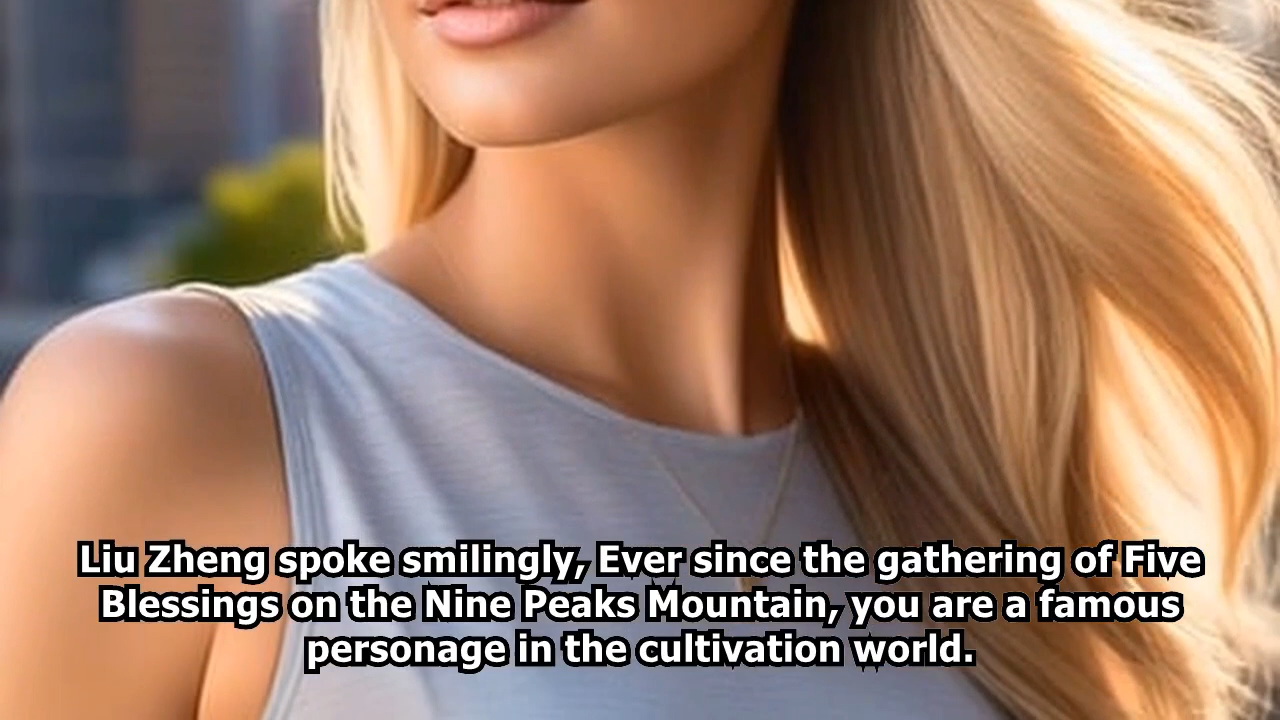 Liu Zheng spoke smilingly, Ever since the gathering of Five
Blessings on the Nine Peaks Mountain, you are a famous
personage in the cultivation world.